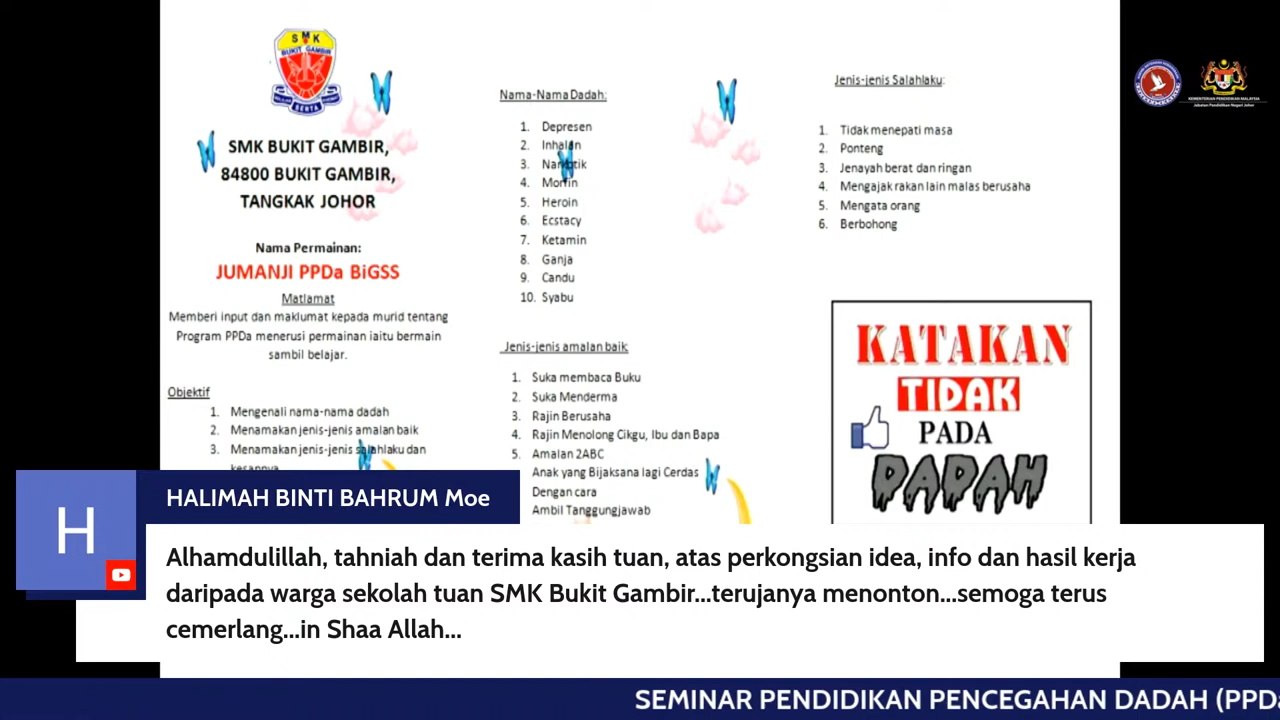 SMK
BUKIT GAMBIR
BENTA
SMK BUKIT GAMBIR,
84800 BUKIT GAMBIR,
TANGKAK JOHOR
Nama Permainan:
JUMANJI PPDa BiGSS
Matlamat
Memberi input dan maklumat kepada murid tentang
Program PPDa menerusi permainan iaitu bermain
sambil belajar.
Objektif
1. Mengenali nama-nama dadah
2. Menamakan jenis-jenis amalan baik
3. Menamakan jenis-jenis salahlaku dan
kesannya
Nama-Nama Dadah:
1. Depresen
2. Inhalan
3. Narkotik
4. Morfin
5. Heroin
6. Ecstacy
7. Ketamin
8. Ganja
9. Candu
10. Syabu
Jenis-jenis amalan baik:
1. Suka membaca Buku
2. Suka Menderma
3. Rajin Berusaha
4. Rajin Menolong Cikgu, Ibu dan Bapa
5. Amalan 2ABC
Anak yang Bijaksana lagi Cerdas
Dengan cara
Ambil Tanggungjawab
Jenis-jenis Salahlaku:
1. Tidak menepati masa
2. Ponteng
3. Jenayah berat dan ringan
4. Mengajak rakan lain malas berusaha
5. Mengata orang
6. Berbohong
KATAKAN
TIDAK
PADA
DADAH
KEMENTERIAN PENDIDIKAN MALAYSIA
Jabatan Pendidikan Negeri Johor
H
HALIMAH BINTI BAHRUM Moe
Alhamdulillah, tahniah dan terima kasih tuan, atas perkongsian idea, info dan hasil kerja
daripada warga sekolah tuan SMK Bukit Gambir...terujanya menonton...semoga terus
cemerlang...in Shaa Allah...
SEMINAR PENDIDIKAN PENCEGAHAN DADAH (PPDa